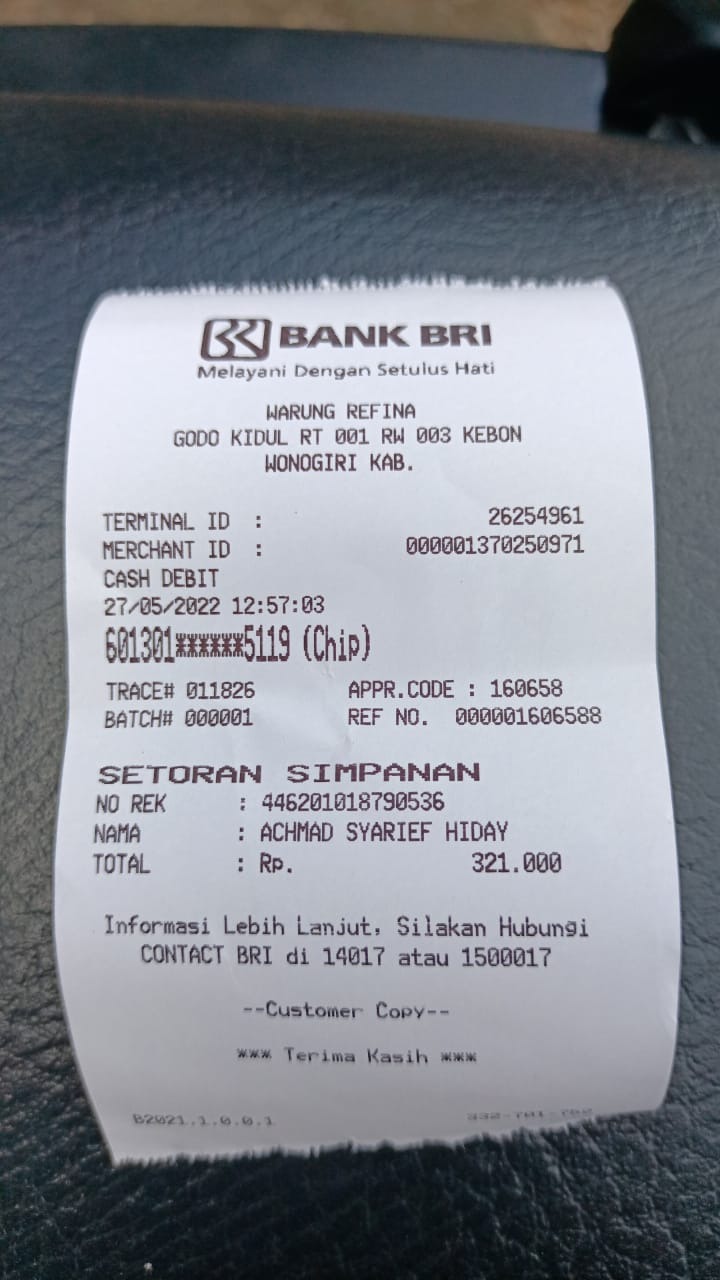 BANK BRI
Melayani Dengan Setulus Hati
WARUNG REFINA
GODO KIDUL RT 001 RW 003 KEBON
WONOGIRI KAB.
TERMINAL ID : 26254961
MERCHANT ID : 000001370250971
CASH DEBIT
27/05/2022 12:57:03
601301******5119 (Chip)
TRACE# 011826 APPR.CODE : 160658
BATCH# 000001 REF NO. 000001606588
SETORAN SIMPANAN
NO REK : 446201018790536
NAMA : ACHMAD SYARIEF HIDAY
TOTAL : Rp. 321.000
Informasi Lebih Lanjut, Silakan Hubungi
CONTACT BRI di 14017 atau 1500017
--Customer Copy--
*** Terima Kasih ***
B2021.1.0.0.1